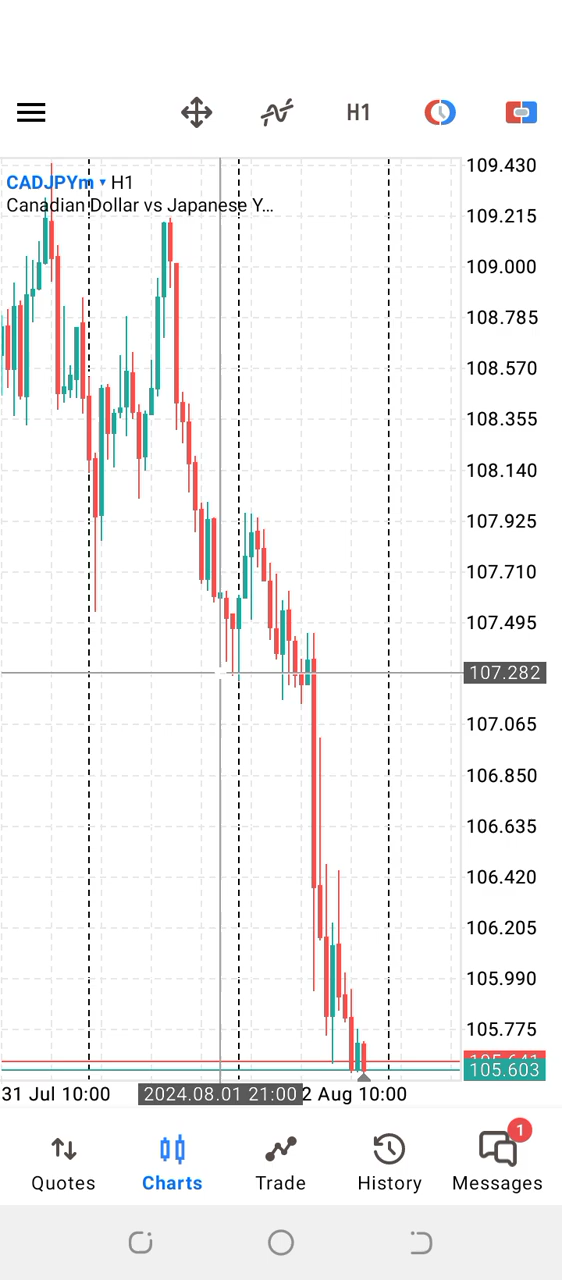 H1
CADJPYm ▾ H1
Canadian Dollar vs Japanese Y...
109.430
109.215
109.000
108.785
108.570
108.355
108.140
107.925
107.710
107.495
107.282
107.065
106.850
106.635
106.420
106.205
105.990
105.775
105.641
105.603
31 Jul 10:00
2024.08.01 21:00
2 Aug 10:00
1
Quotes
Charts
Trade
History
Messages